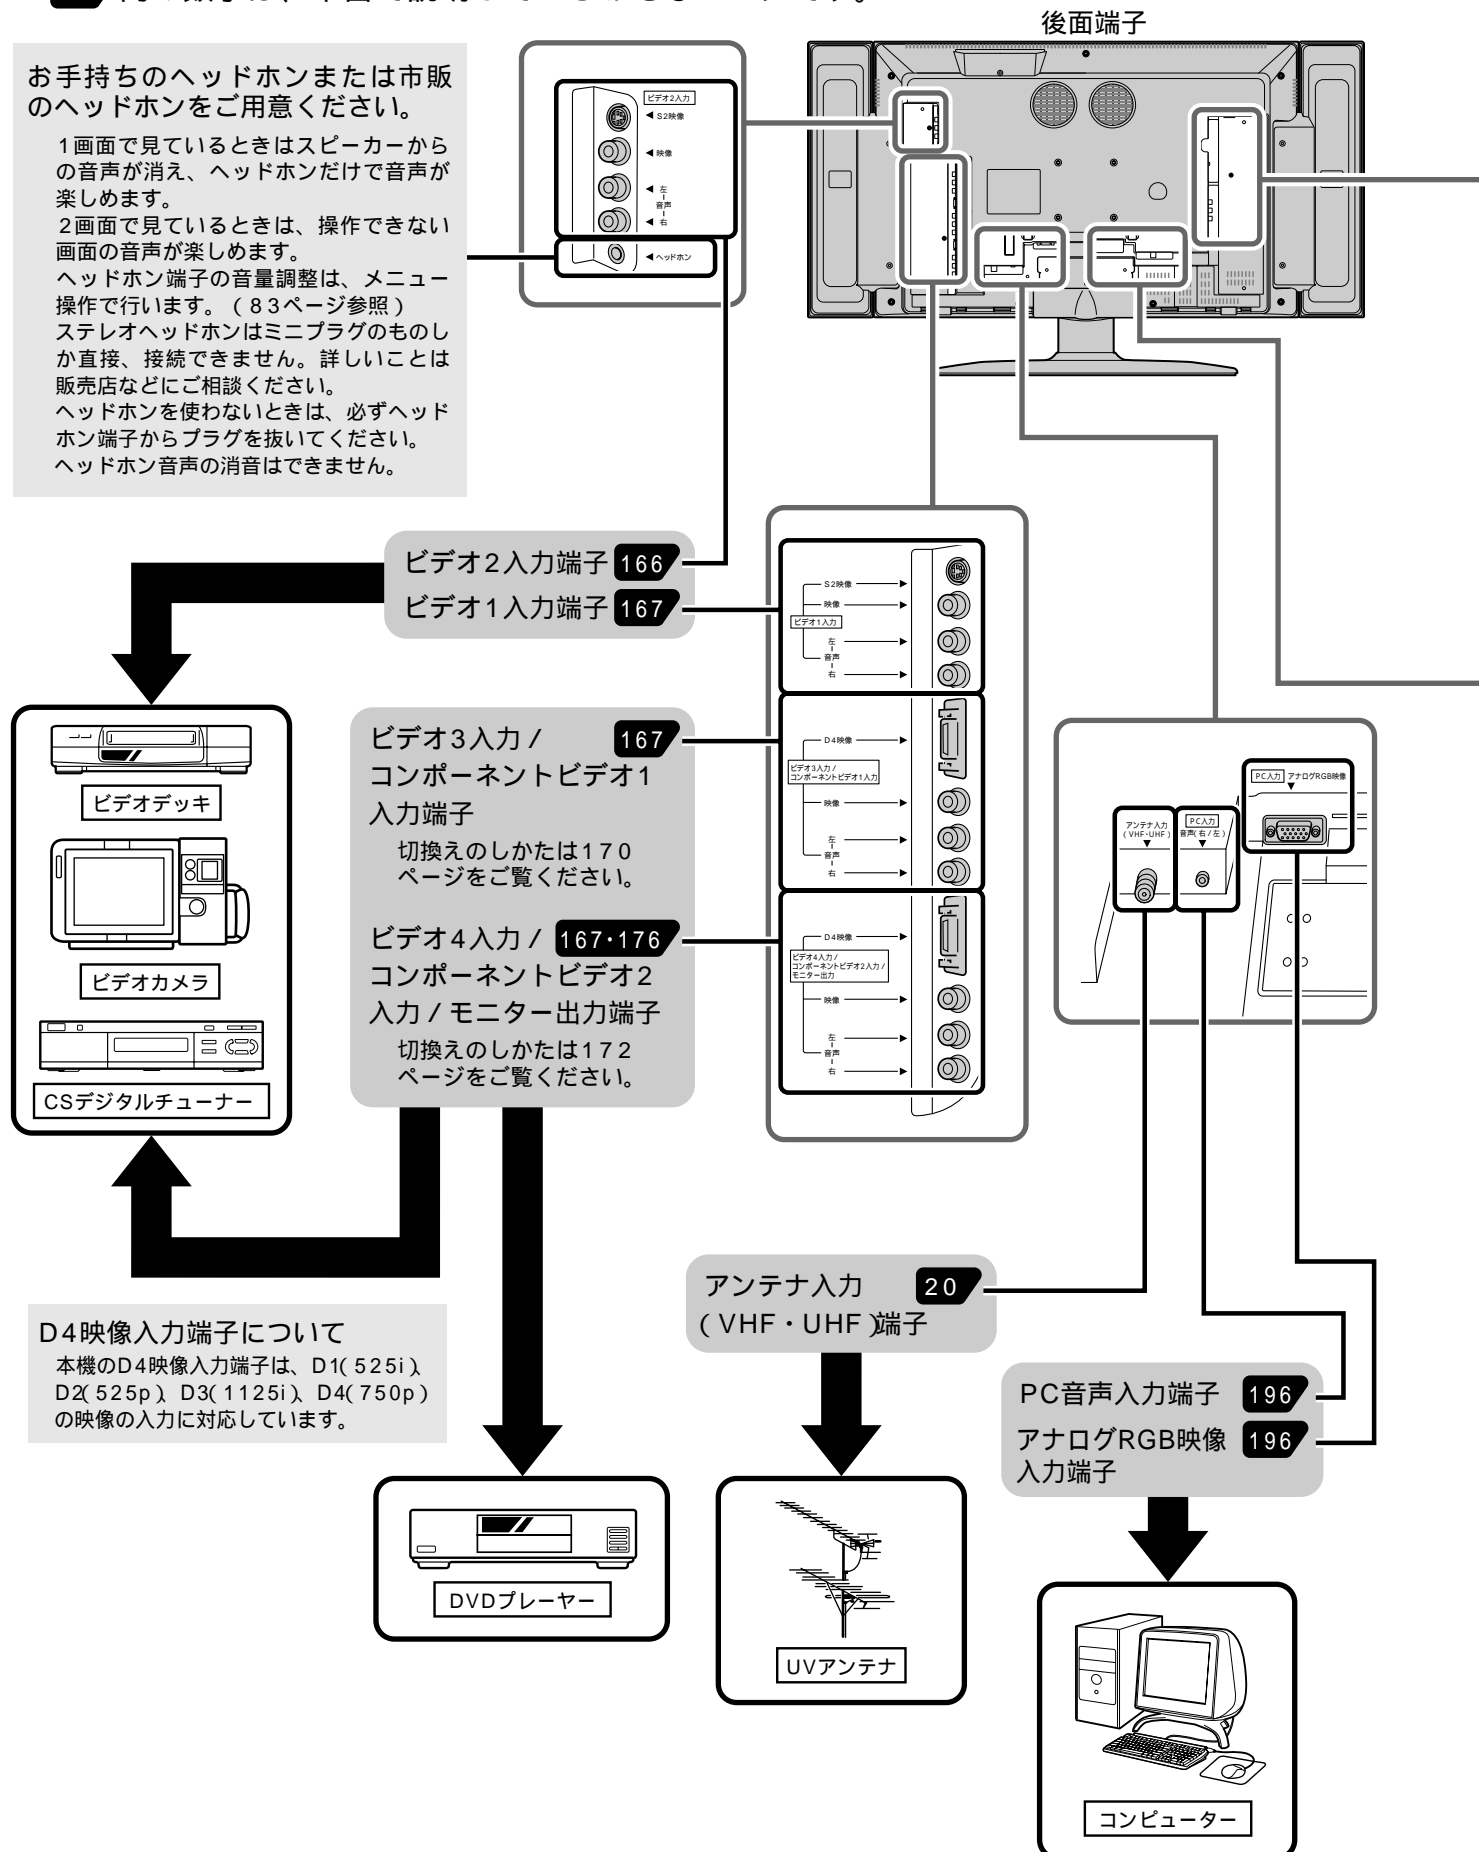 後面端子
お手持ちのヘッドホンまたは市販
のヘッドホンをご用意ください。
1画面で見ているときはスピーカーから
の音声が消え、ヘッドホンだけで音声が
楽しめます。
2画面で見ているときは、操作できない
画面の音声が楽しめます。
ヘッドホン端子の音量調整は、メニュー
操作で行います。(83ページ参照)
ステレオヘッドホンはミニプラグのものし
か直接、接続できません。詳しいことは
販売店などにご相談ください。
ヘッドホンを使わないときは、必ずヘッド
ホン端子からプラグを抜いてください。
ヘッドホン音声の消音はできません。
ビデオ2入力
S2映像
映像
左
音声
右
ヘッドホン
ビデオ2入力端子 166
ビデオ1入力端子 167
S2映像
映像
ビデオ1入力
左
音声
右
ビデオデッキ
ビデオカメラ
CSデジタルチューナー
ビデオ3入力/ 167
コンポーネントビデオ1
入力端子
切換えのしかたは170
ページをご覧ください。
ビデオ4入力/ 167・176
コンポーネントビデオ2
入力/モニター出力端子
切換えのしかたは172
ページをご覧ください。
D4映像
ビデオ3入力/
コンポーネントビデオ1入力
映像
左
音声
右
D4映像
ビデオ4入力/
コンポーネントビデオ2入力/
モニター出力
映像
左
音声
右
PC入力 アナログRGB映像
アンテナ入力
(VHF・UHF)
PC入力
音声(右/左)
アンテナ入力 20
(VHF・UHF)端子
D4映像入力端子について
本機のD4映像入力端子は、D1(525i)、
D2(525p)、D3(1125i)、D4(750p)
の映像の入力に対応しています。
PC音声入力端子 196
アナログRGB映像 196
入力端子
DVDプレーヤー
UVアンテナ
コンピューター